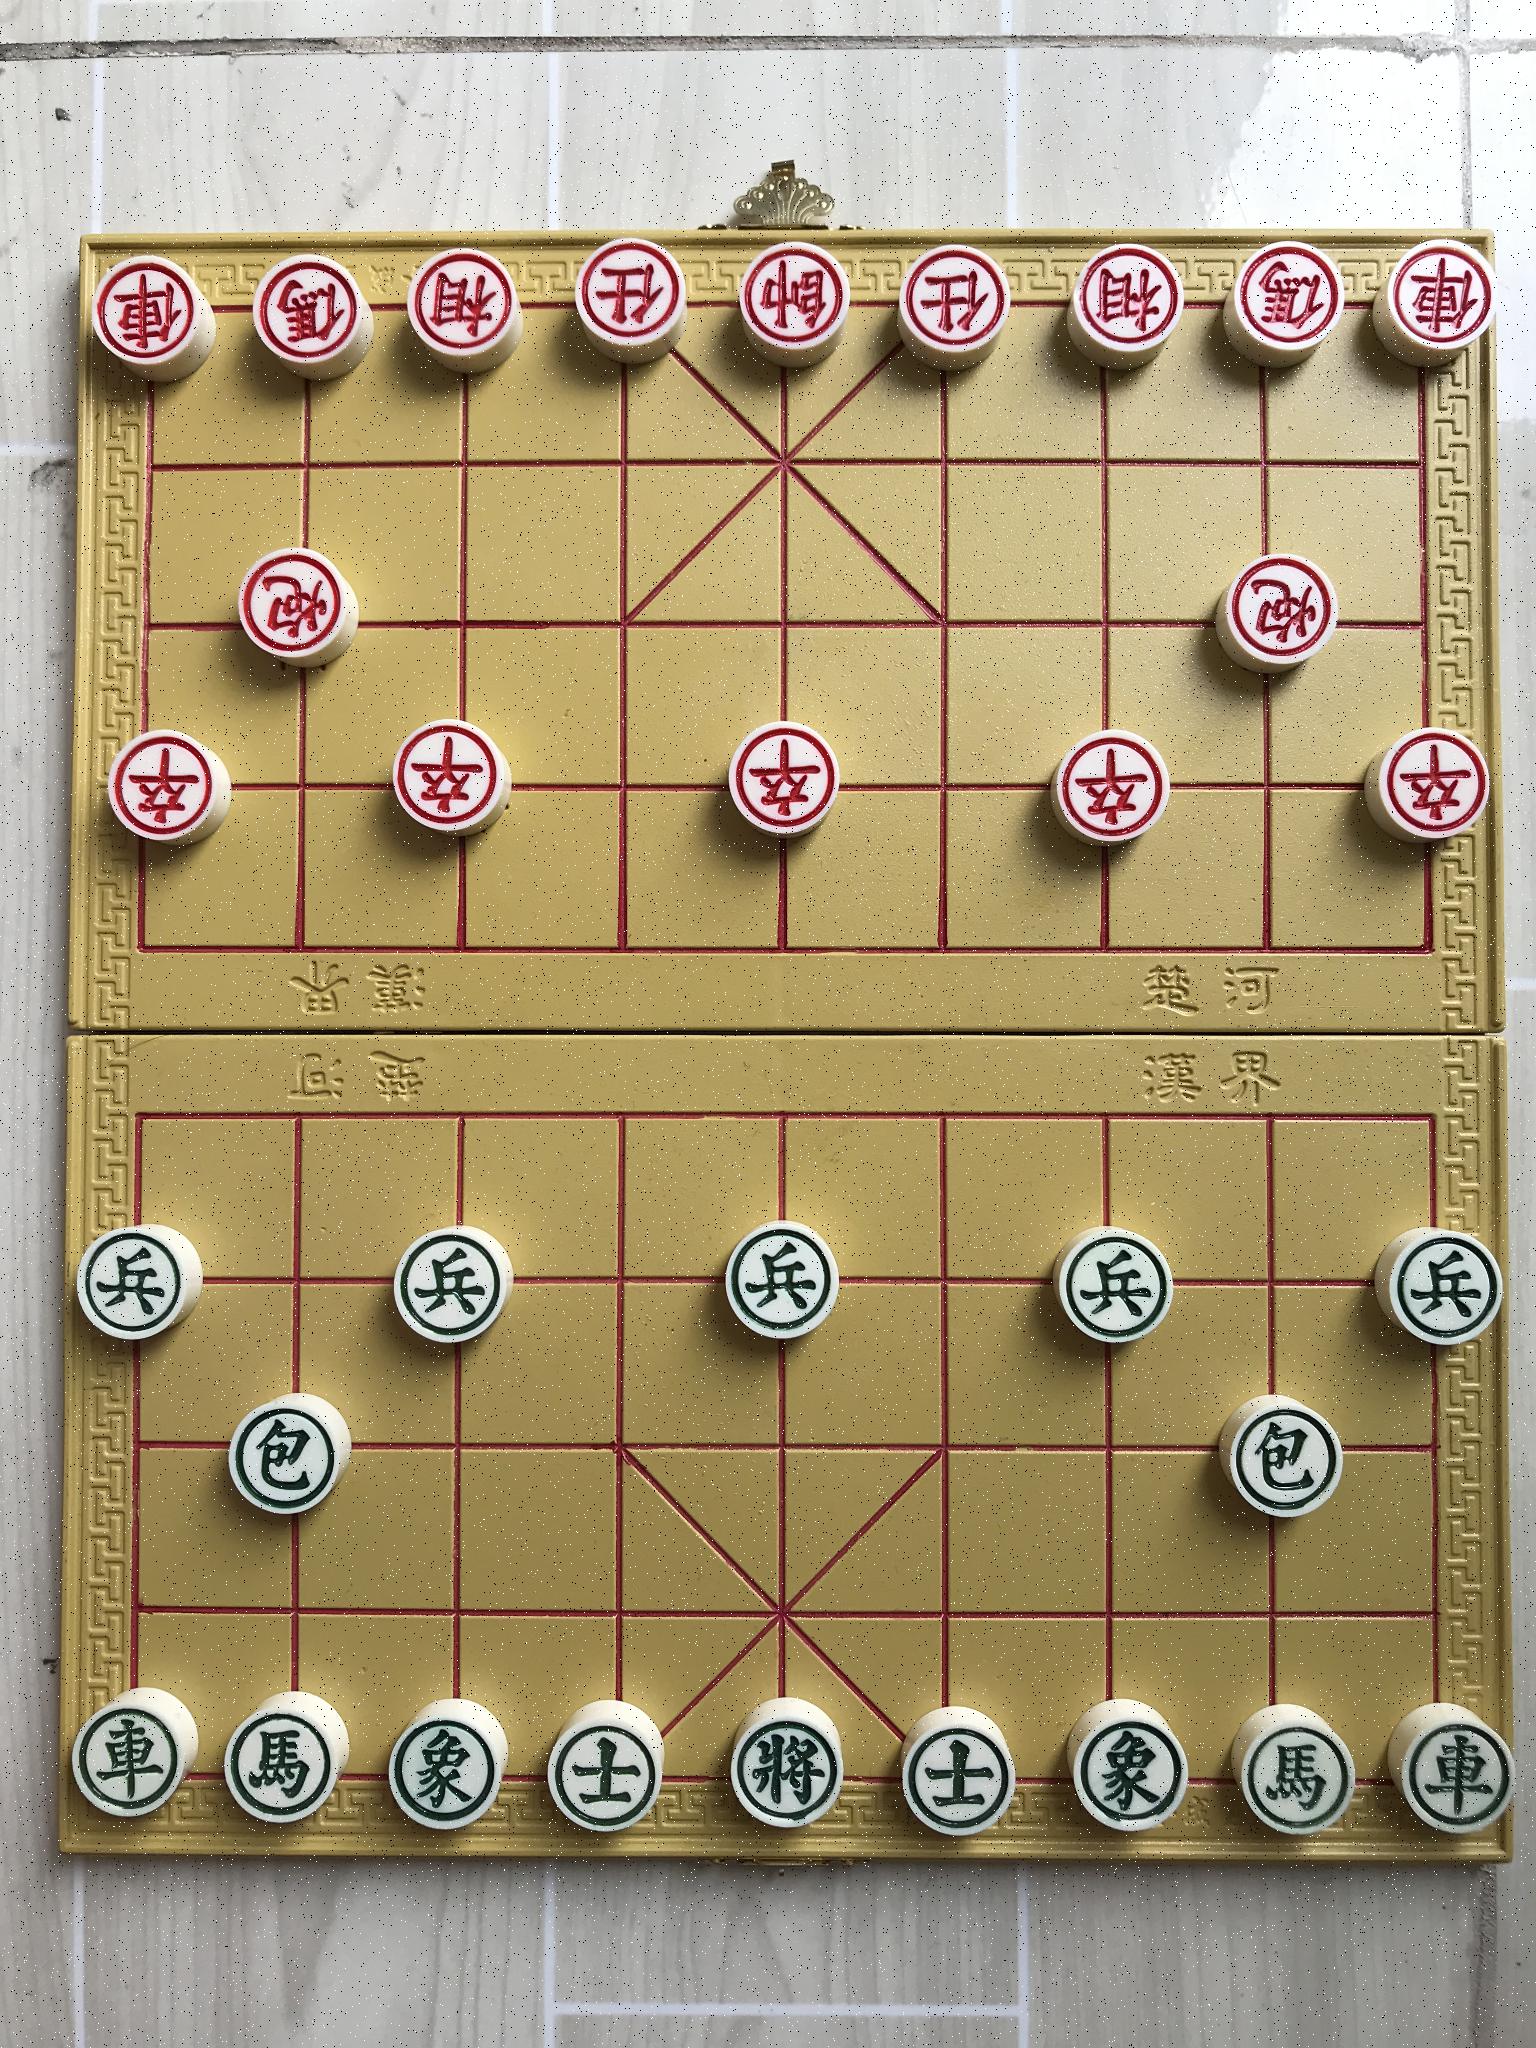 俥 傌 相 仕 帥 仕 相 傌 俥
炮 炮
卒 卒 卒 卒 卒
楚河
漢界
楚河
漢界
兵 兵 兵 兵 兵
包 包
車 馬 象 士 將 士 象 馬 車